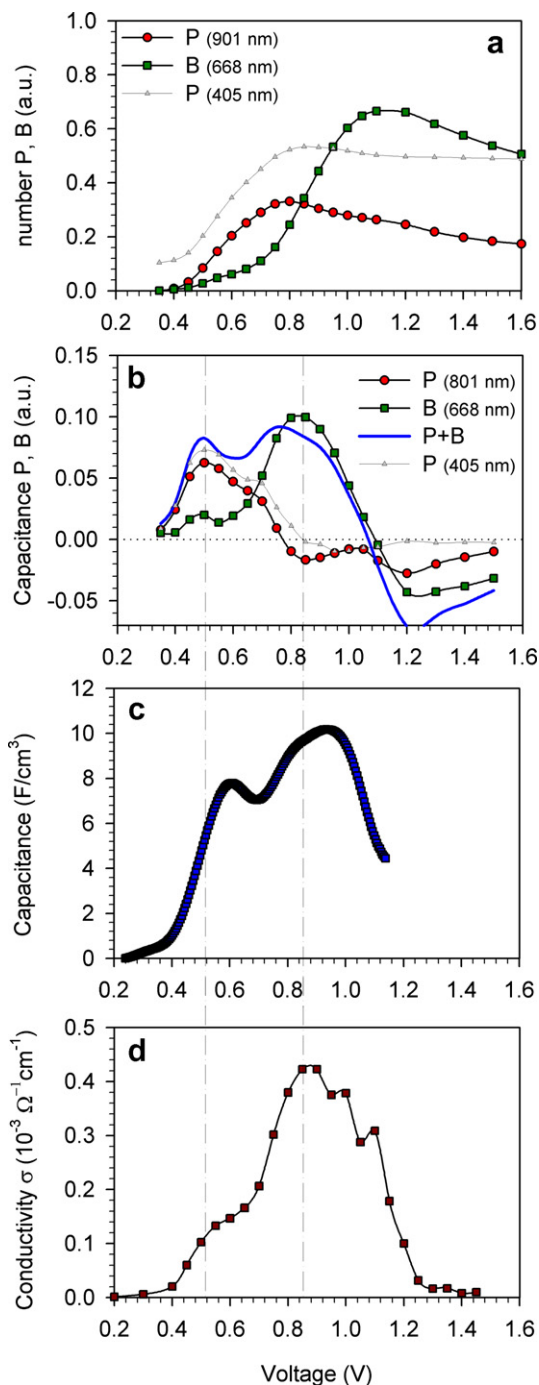 a
P (901 nm)
B (668 nm)
P (405 nm)
number P, B (a.u.)
1.0
0.8
0.6
0.4
0.2
0.0
0.2 0.4 0.6 0.8 1.0 1.2 1.4 1.6
b
P (801 nm)
B (668 nm)
P+B
P (405 nm)
Capacitance P, B (a.u.)
0.15
0.10
0.05
0.00
-0.05
0.2 0.4 0.6 0.8 1.0 1.2 1.4 1.6
c
Capacitance (F/cm³)
12
10
8
6
4
2
0
0.2 0.4 0.6 0.8 1.0 1.2 1.4 1.6
d
Conductivity σ (10⁻³ Ω⁻¹cm⁻¹)
0.5
0.4
0.3
0.2
0.1
0.0
0.2 0.4 0.6 0.8 1.0 1.2 1.4 1.6
Voltage (V)